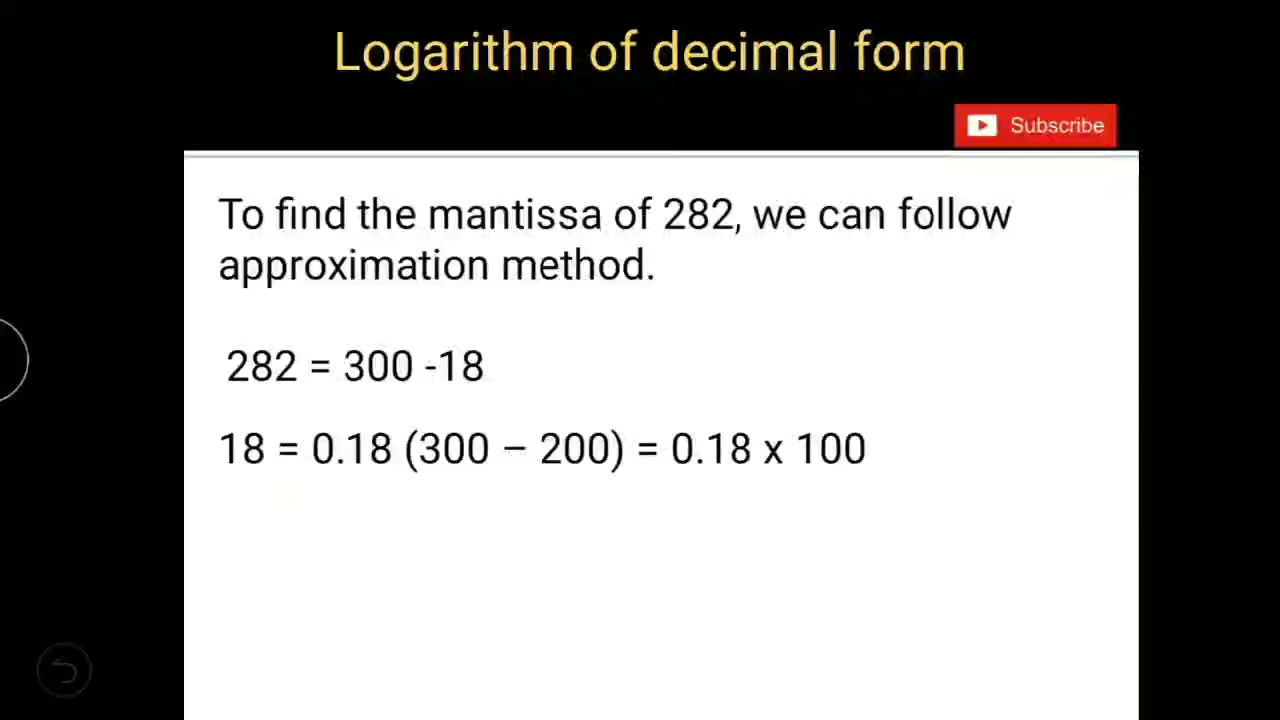 Logarithm of decimal form
Subscribe
To find the mantissa of 282, we can follow
approximation method.
282 = 300 -18
18 = 0.18 (300 – 200) = 0.18 x 100